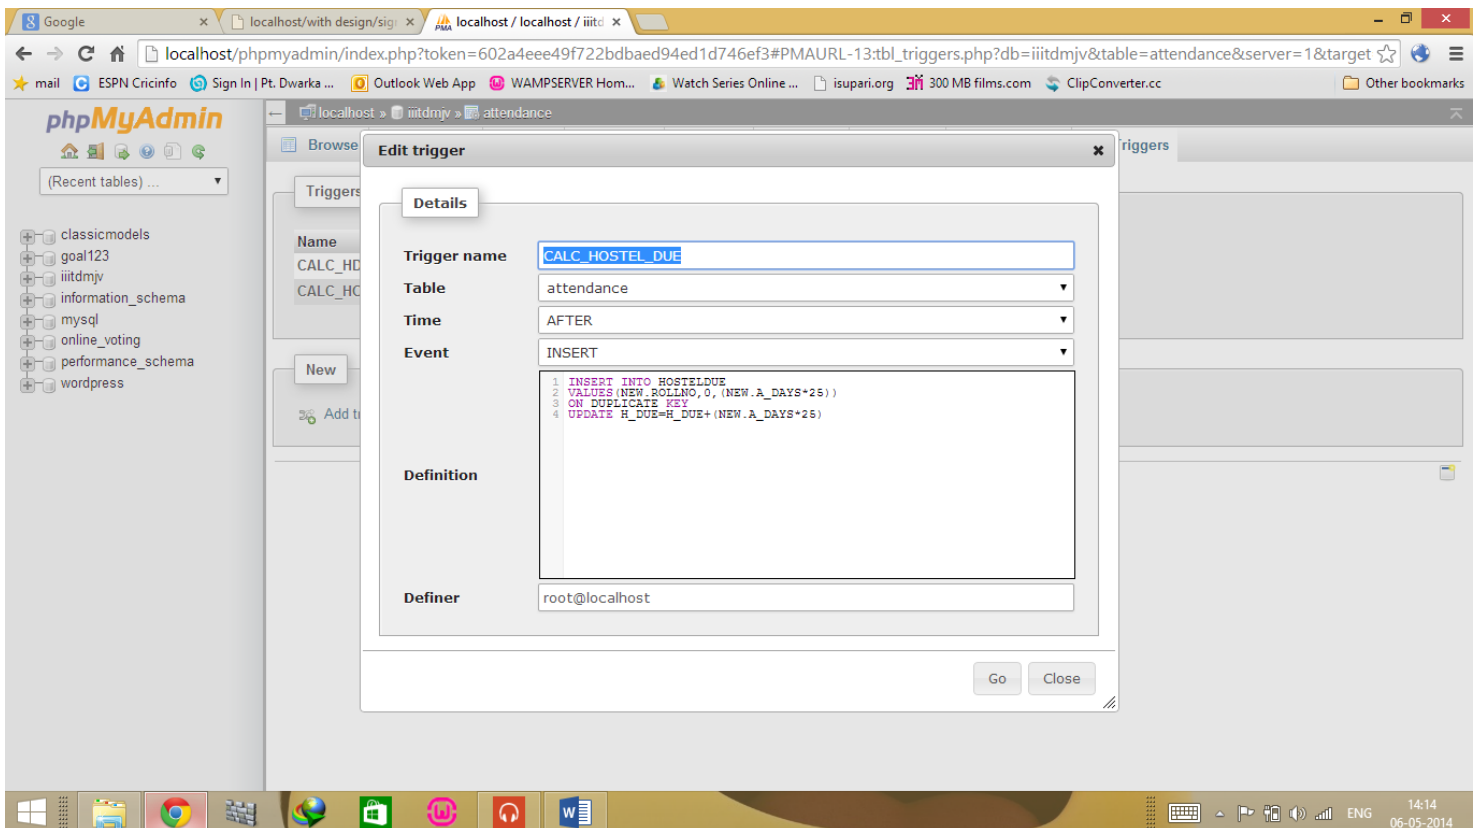 Google
localhost/with design/sig
localhost / localhost / iiitd
localhost/phpmyadmin/index.php?token=602a4eee49f722bdbaed94ed1d746ef3#PMAURL-13:tbl_triggers.php?db=iiitdmjv&table=attendance&server=1&target
mail ESPN Cricinfo Sign In | Pt. Dwarka ... Outlook Web App WAMPSERVER Hom... Watch Series Online ... isupari.org 300 MB films.com ClipConverter.cc Other bookmarks
phpMyAdmin
(Recent tables) ...
classicmodels
goal123
iiitdmjv
information_schema
mysql
online_voting
performance_schema
wordpress
localhost » iiitdmjv » attendance
Browse
riggers
Triggers
Name
CALC_HD
CALC_HO
New
Add tr
Edit trigger
Details
Trigger name CALC_HOSTEL_DUE
Table attendance
Time AFTER
Event INSERT
Definition
1 INSERT INTO HOSTELDUE
2 VALUES(NEW.ROLLNO,0,(NEW.A_DAYS*25))
3 ON DUPLICATE KEY
4 UPDATE H_DUE=H_DUE+(NEW.A_DAYS*25)
Definer root@localhost
Go Close
ENG
14:14
06-05-2014